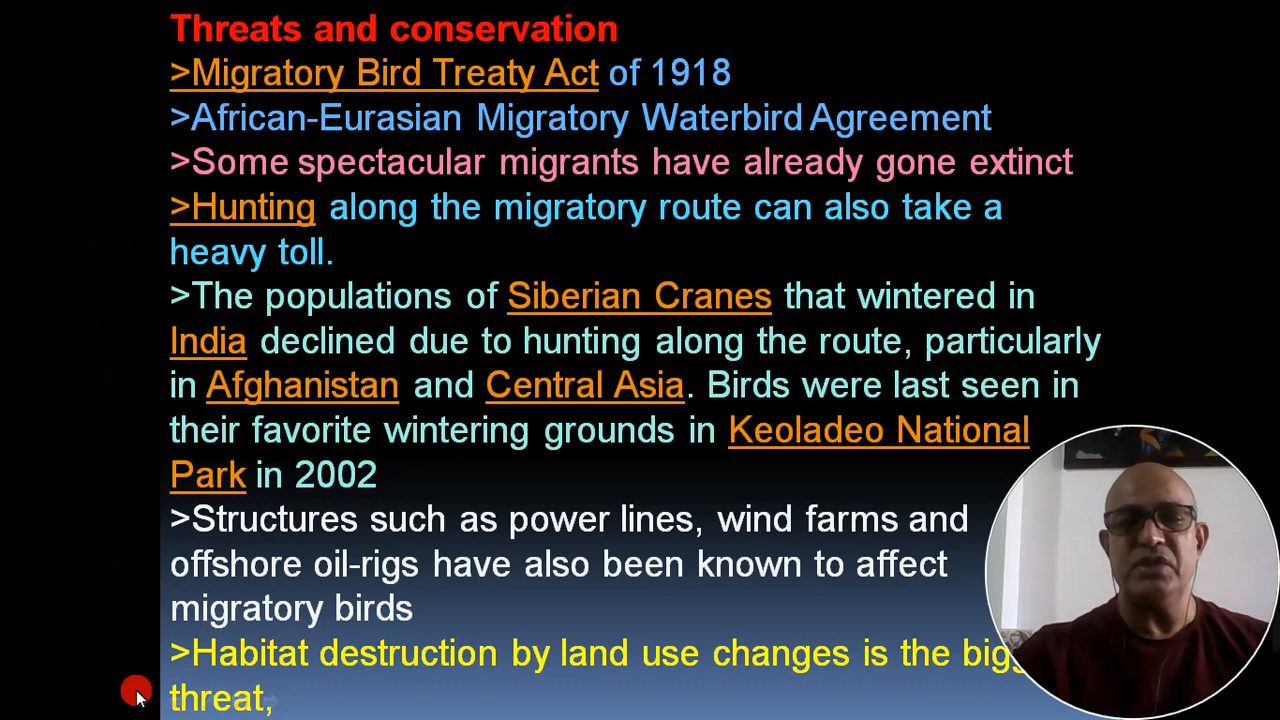 Threats and conservation
>Migratory Bird Treaty Act of 1918
>African-Eurasian Migratory Waterbird Agreement
>Some spectacular migrants have already gone extinct
>Hunting along the migratory route can also take a
heavy toll.
>The populations of Siberian Cranes that wintered in
India declined due to hunting along the route, particularly
in Afghanistan and Central Asia. Birds were last seen in
their favorite wintering grounds in Keoladeo National
Park in 2002
>Structures such as power lines, wind farms and
offshore oil-rigs have also been known to affect
migratory birds
>Habitat destruction by land use changes is the
threat,